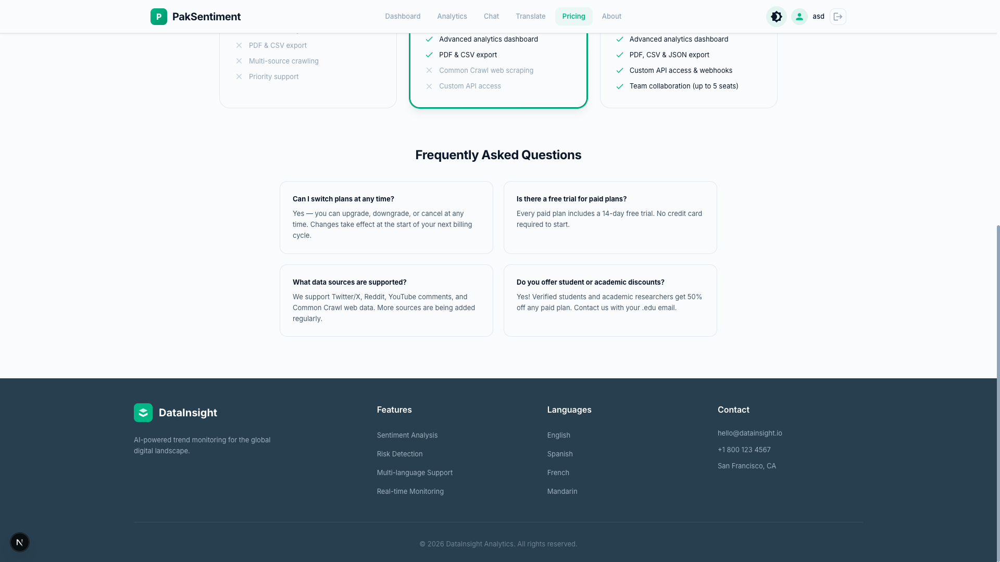 P PakSentiment
Dashboard Analytics Chat Translate Pricing About
asd
PDF & CSV export
Multi-source crawling
Priority support
Advanced analytics dashboard
PDF & CSV export
Common Crawl web scraping
Custom API access
Advanced analytics dashboard
PDF, CSV & JSON export
Custom API access & webhooks
Team collaboration (up to 5 seats)
Frequently Asked Questions
Can I switch plans at any time?
Yes — you can upgrade, downgrade, or cancel at any
time. Changes take effect at the start of your next billing
cycle.
Is there a free trial for paid plans?
Every paid plan includes a 14-day free trial. No credit card
required to start.
What data sources are supported?
We support Twitter/X, Reddit, YouTube comments, and
Common Crawl web data. More sources are being added
regularly.
Do you offer student or academic discounts?
Yes! Verified students and academic researchers get 50%
off any paid plan. Contact us with your .edu email.
DataInsight
AI-powered trend monitoring for the global
digital landscape.
Features
Sentiment Analysis
Risk Detection
Multi-language Support
Real-time Monitoring
Languages
English
Spanish
French
Mandarin
Contact
hello@datainsight.io
+1 800 123 4567
San Francisco, CA
N
© 2026 DataInsight Analytics. All rights reserved.